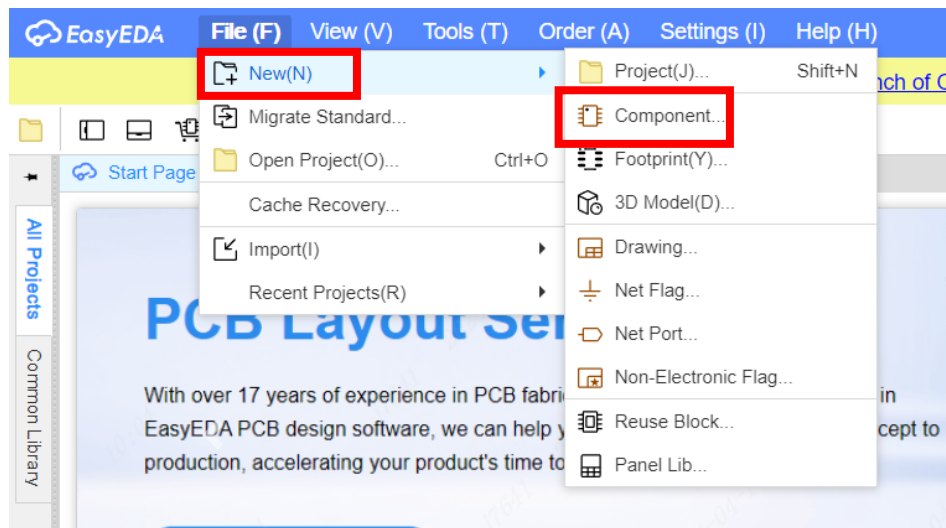 EasyEDA File (F) View (V) Tools (T) Order (A) Settings (I) Help (H)
New(N)
Migrate Standard...
Open Project(O)... Ctrl+O
Cache Recovery...
Import(I)
Recent Projects(R)
Project(J)... Shift+N
Component...
Footprint(Y)...
3D Model(D)...
Drawing...
Net Flag...
Net Port...
Non-Electronic Flag...
Reuse Block...
Panel Lib...
of
Start Page
All Projects
Common Library
PCB Layout
With over 17 years of experience in PCB in
EasyEDA PCB design software, we can help to
production, accelerating your product's time to